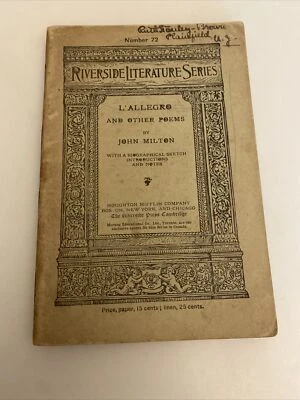 Number 72
Plainfield N.J.
RIVERSIDE LITERATURE SERIES
L'ALLEGRO
AND OTHER POEMS
BY
JOHN MILTON
WITH A BIOGRAPHICAL SKETCH
INTRODUCTIONS
AND NOTES
HOUGHTON MIFFLIN COMPANY
BOSTON, NEW YORK, AND CHICAGO
The Riverside Press Cambridge
Price, paper, 15 cents; linen, 25 cents.